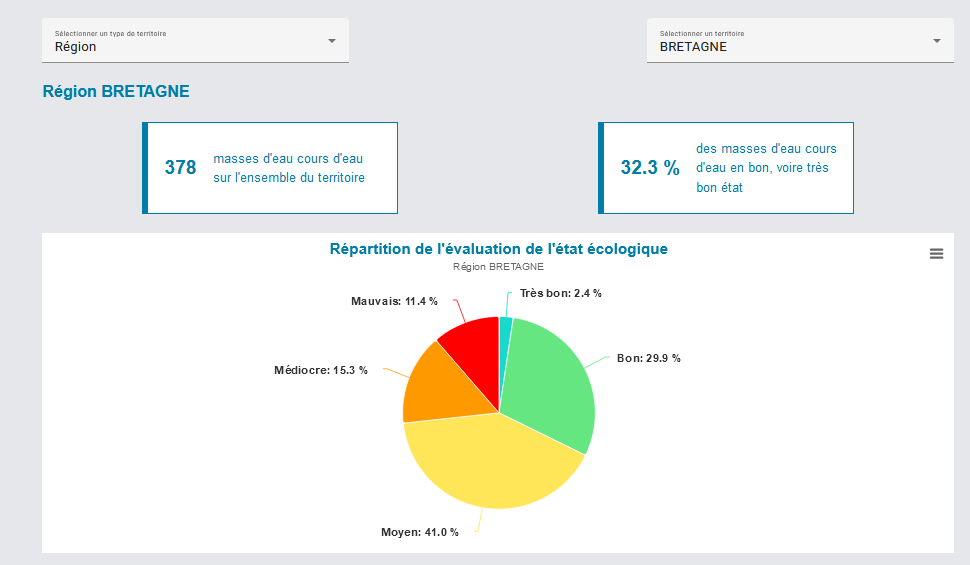 Sélectionner un type de territoire
Région
Sélectionner un territoire
BRETAGNE
Région BRETAGNE
378
masses d'eau cours d'eau
sur l'ensemble du territoire
32.3 %
des masses d'eau cours
d'eau en bon, voire très
bon état
Répartition de l'évaluation de l'état écologique
Région BRETAGNE
Très bon: 2.4 %
Mauvais: 11.4 %
Bon: 29.9 %
Médiocre: 15.3 %
Moyen: 41.0 %